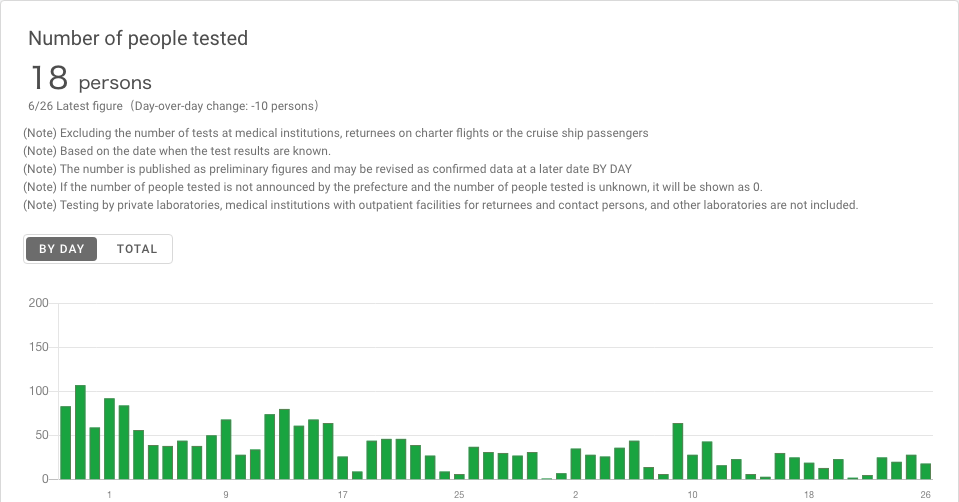 Number of people tested
18 persons
6/26 Latest figure（Day-over-day change: -10 persons）
(Note) Excluding the number of tests at medical institutions, returnees on charter flights or the cruise ship passengers
(Note) Based on the date when the test results are known.
(Note) The number is published as preliminary figures and may be revised as confirmed data at a later date BY DAY
(Note) If the number of people tested is not announced by the prefecture and the number of people tested is unknown, it will be shown as 0.
(Note) Testing by private laboratories, medical institutions with outpatient facilities for returnees and contact persons, and other laboratories are not included.
BY DAY TOTAL
200
150
100
50
0
1 9 17 25 2 10 18 26